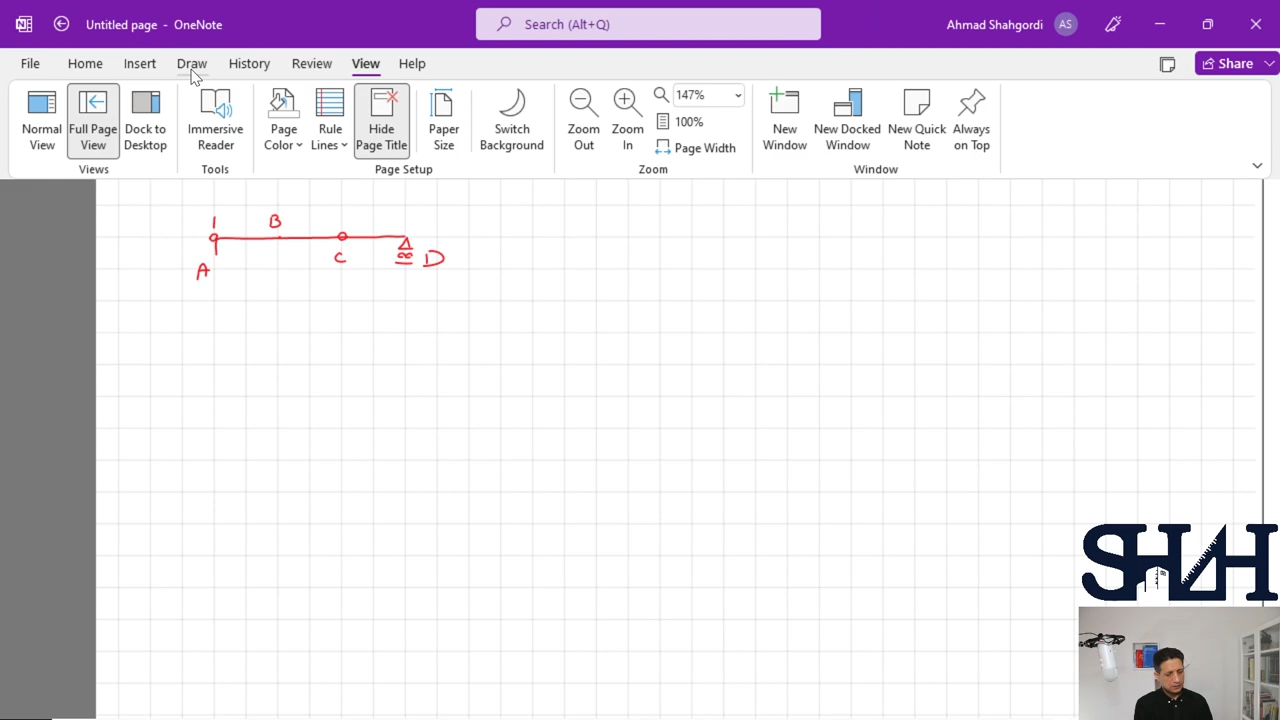 Untitled page - OneNote
Search (Alt+Q)
Ahmad Shahgordi
AS
File Home Insert Draw History Review View Help
Share
Normal View
Full Page View
Dock to Desktop
Immersive Reader
Page Color
Rule Lines
Hide Page Title
Paper Size
Switch Background
Zoom Out
Zoom In
147%
100%
Page Width
New Window
New Docked Window
New Quick Note
Always on Top
Views
Tools
Page Setup
Zoom
Window
B
A
C
D
SHAH